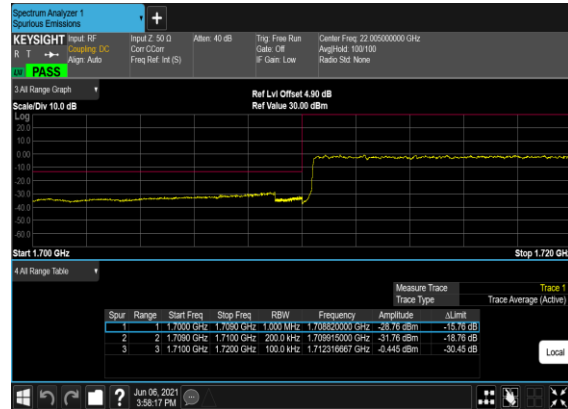 Spectrum Analyzer 1
Spurious Emissions
+
KEYSIGHT Input: RF Input Z: 50 Ω Atten: 40 dB Trig: Free Run Center Freq: 22.005000000 GHz
R T Coupling: DC Corr CCorr Gate: Off Avg|Hold: 100/100
Align: Auto Freq Ref: Int (S) IF Gain: Low Radio Std: None
LW PASS
3 All Range Graph
Ref Lvl Offset 4.90 dB
Scale/Div 10.0 dB Ref Value 30.00 dBm
Log
20.0
10.0
0.00
-10.0
-20.0
-30.0
-40.0
-50.0
-60.0
Start 1.700 GHz Stop 1.720 GHz
4 All Range Table
Measure Trace Trace 1
Trace Type Trace Average (Active)
Spur Range Start Freq Stop Freq RBW Frequency Amplitude ΔLimit
1 1 1.7000 GHz 1.7090 GHz 1.000 MHz 1.708820000 GHz -28.76 dBm -15.76 dB
2 2 1.7090 GHz 1.7100 GHz 200.0 kHz 1.709915000 GHz -31.76 dBm -18.76 dB
3 3 1.7100 GHz 1.7200 GHz 100.0 kHz 1.712316667 GHz -0.445 dBm -30.45 dB
Local
? Jun 06, 2021
3:58:17 PM